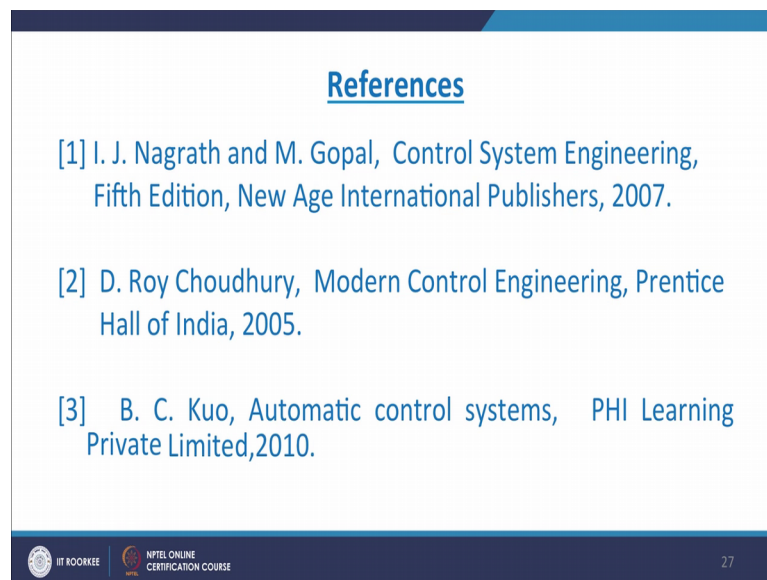 References
[1] I. J. Nagrath and M. Gopal, Control System Engineering,
Fifth Edition, New Age International Publishers, 2007.
[2] D. Roy Choudhury, Modern Control Engineering, Prentice
Hall of India, 2005.
[3] B. C. Kuo, Automatic control systems, PHI Learning
Private Limited,2010.
IIT ROORKEE
NPTEL ONLINE
CERTIFICATION COURSE
NPTEL
27